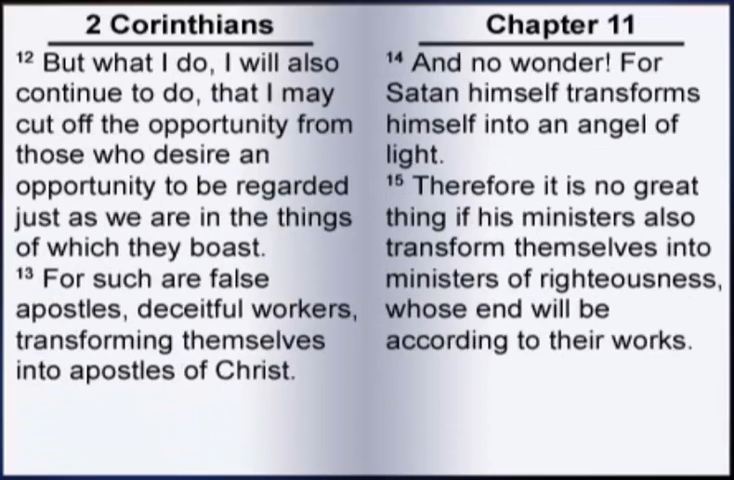 2 Corinthians
12 But what I do, I will also
continue to do, that I may
cut off the opportunity from
those who desire an
opportunity to be regarded
just as we are in the things
of which they boast.
13 For such are false
apostles, deceitful workers,
transforming themselves
into apostles of Christ.
Chapter 11
14 And no wonder! For
Satan himself transforms
himself into an angel of
light.
15 Therefore it is no great
thing if his ministers also
transform themselves into
ministers of righteousness,
whose end will be
according to their works.